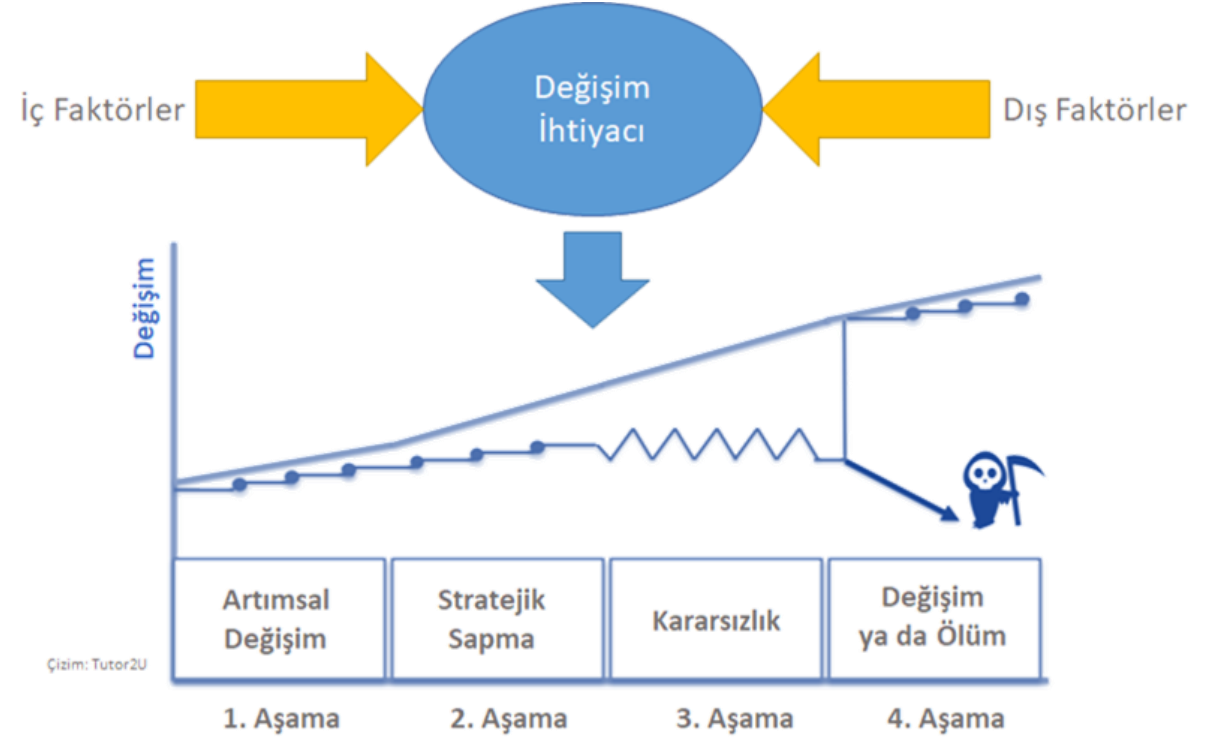 Değişim
İhtiyacı
İç Faktörler
Dış Faktörler
Değişim
Artımsal
Değişim
Stratejik
Sapma
Kararsızlık
Değişim
ya da Ölüm
Çizim: Tutor2U
1. Aşama
2. Aşama
3. Aşama
4. Aşama